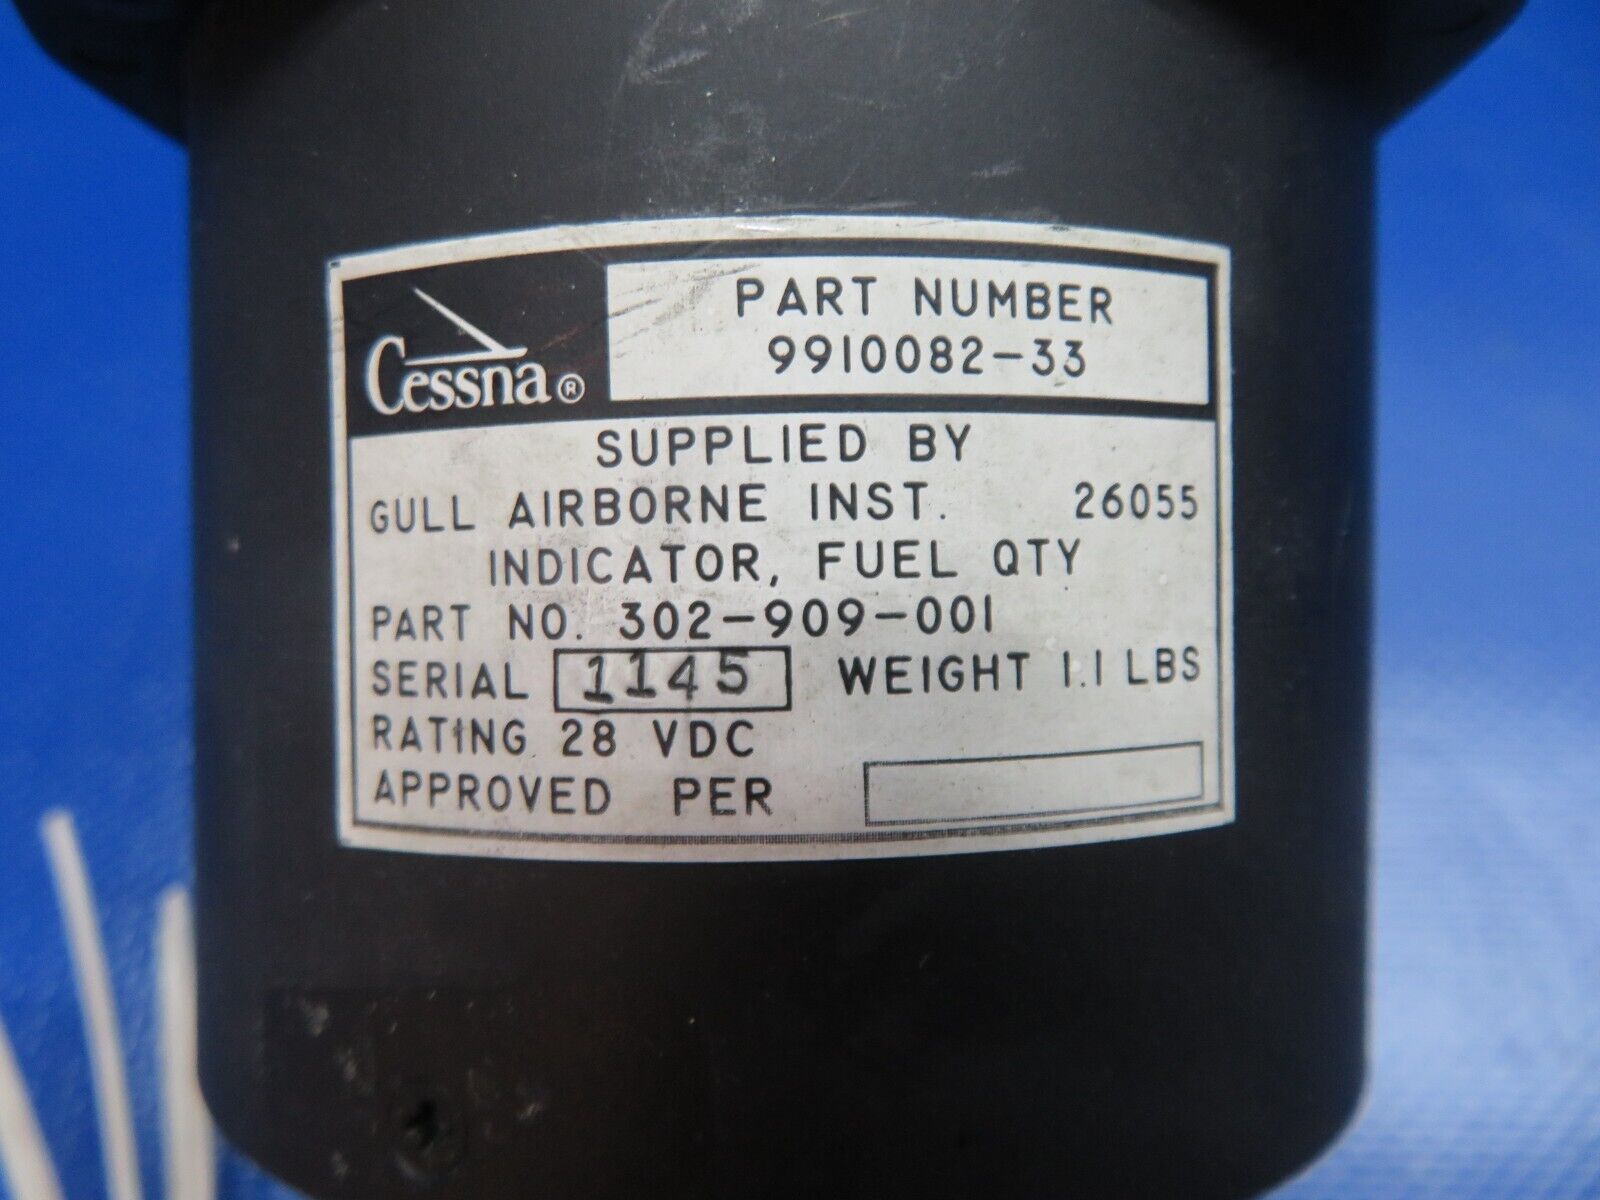 Cessna®
PART NUMBER
9910082-33
SUPPLIED BY
GULL AIRBORNE INST. 26055
INDICATOR, FUEL QTY
PART NO. 302-909-001
SERIAL 1145 WEIGHT 1.1 LBS
RATING 28 VDC
APPROVED PER